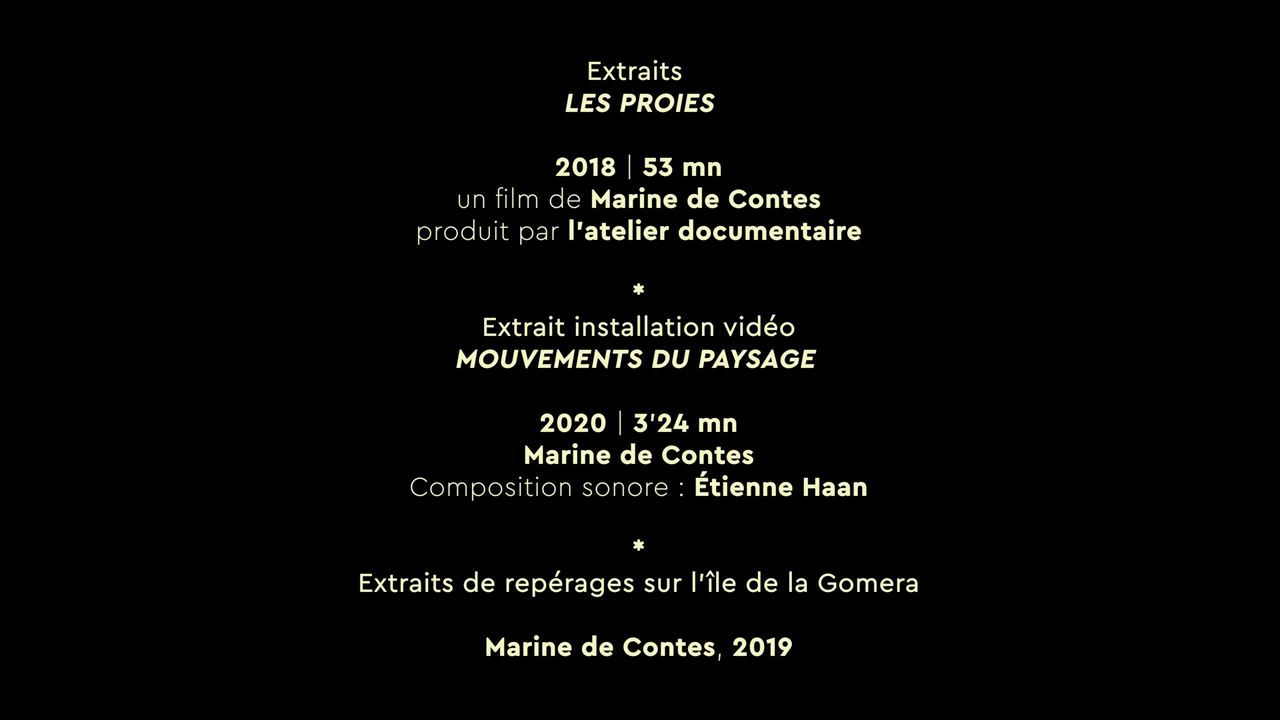 Extraits
LES PROIES
2018 | 53 mn
un film de Marine de Contes
produit par l'atelier documentaire
*
Extrait installation vidéo
MOUVEMENTS DU PAYSAGE
2020 | 3'24 mn
Marine de Contes
Composition sonore : Étienne Haan
*
Extraits de repérages sur l'île de la Gomera
Marine de Contes, 2019